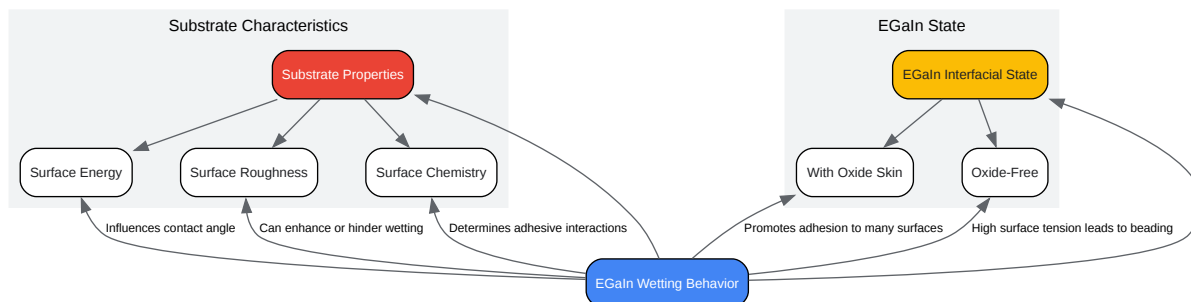 Substrate Characteristics
EGaIn State
Substrate Properties
EGaIn Interfacial State
Surface Energy
Surface Roughness
Surface Chemistry
With Oxide Skin
Oxide-Free
Influences contact angle
Can enhance or hinder wetting
Determines adhesive interactions
Promotes adhesion to many surfaces
High surface tension leads to beading
EGaIn Wetting Behavior